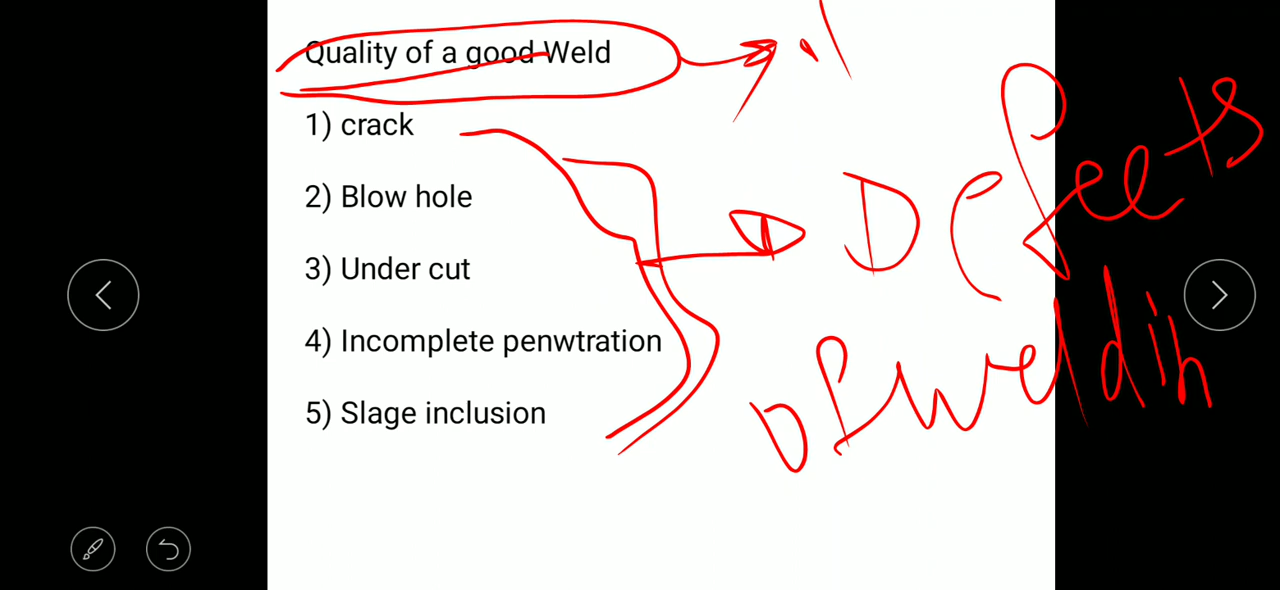 Quality of a good Weld
1) crack
2) Blow hole
3) Under cut
4) Incomplete penwtration
5) Slage inclusion
Defects
of weldin